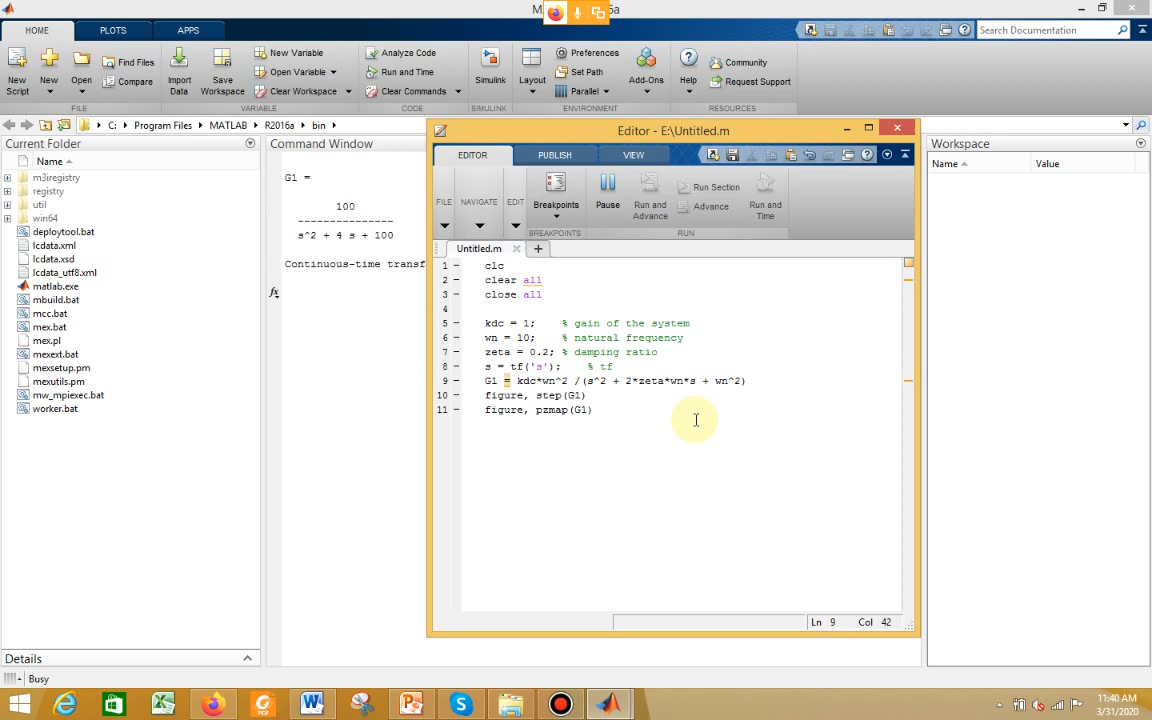 M
6a
HOME
PLOTS
APPS
Search Documentation
New Script
New
Open
Find Files
Compare
Import Data
Save Workspace
New Variable
Open Variable
Clear Workspace
Analyze Code
Run and Time
Clear Commands
Simulink
Layout
Preferences
Set Path
Parallel
Add-Ons
Help
Community
Request Support
FILE
VARIABLE
CODE
SIMULINK
ENVIRONMENT
RESOURCES
C: Program Files MATLAB R2016a bin
Current Folder
Name
m3iregistry
registry
util
win64
deploytool.bat
lcdata.xml
lcdata.xsd
lcdata_utf8.xml
matlab.exe
mbuild.bat
mcc.bat
mex.bat
mex.pl
mexext.bat
mexsetup.pm
mexutils.pm
mw_mpiexec.bat
worker.bat
Details
Busy
Command Window
G1 =
100
---------------
s^2 + 4 s + 100
Continuous-time transf
fx
Editor - E:\Untitled.m
EDITOR
PUBLISH
VIEW
FILE
NAVIGATE
EDIT
Breakpoints
Pause
Run and Advance
Run Section
Advance
Run and Time
BREAKPOINTS
RUN
Untitled.m
1 clc
2 clear all
3 close all
4
5 kdc = 1; % gain of the system
6 wn = 10; % natural frequency
7 zeta = 0.2; % damping ratio
8 s = tf('s'); % tf
9 G1 = kdc*wn^2 /(s^2 + 2*zeta*wn*s + wn^2)
10 figure, step(G1)
11 figure, pzmap(G1)
Ln 9 Col 42
Workspace
Name
Value
11:40 AM
3/31/2020